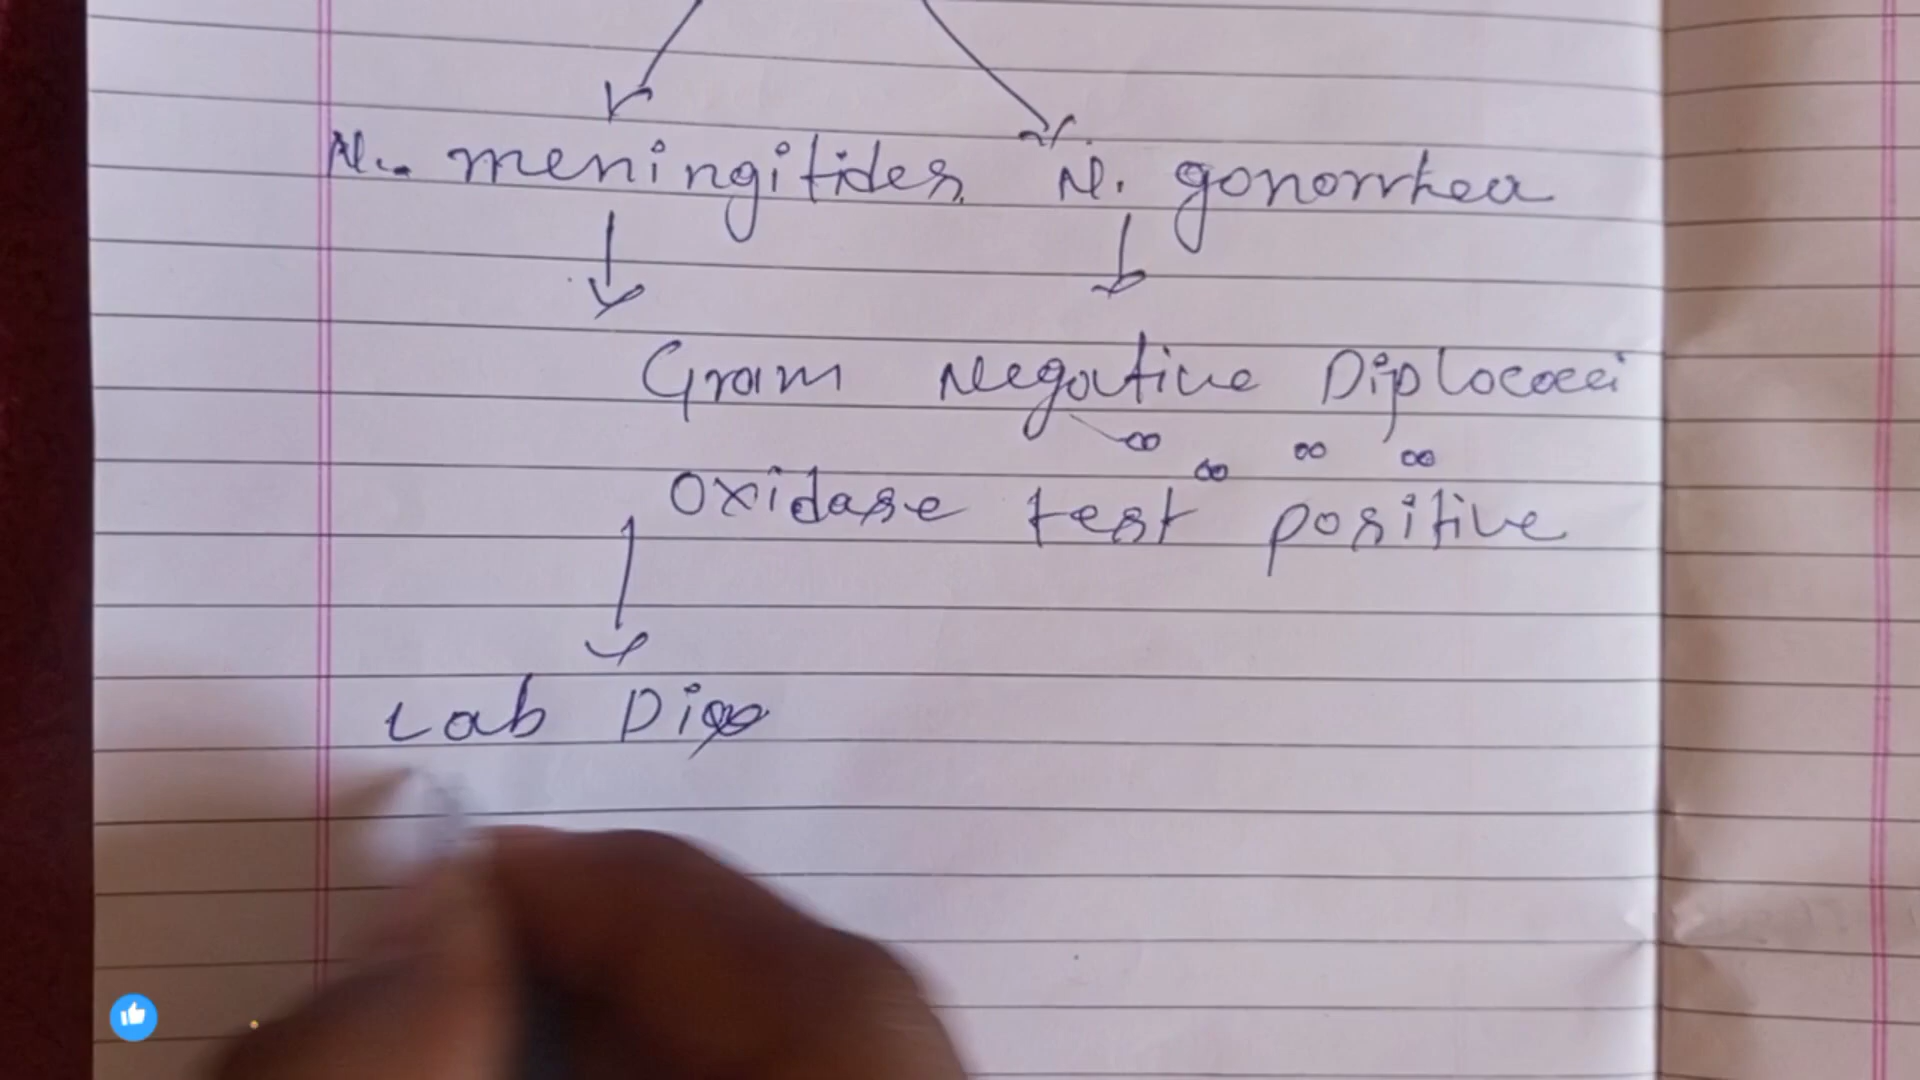 N. meningitides N. gonorrhea
Gram Negative Diplococci
Oxidase test positive
Lab Dia